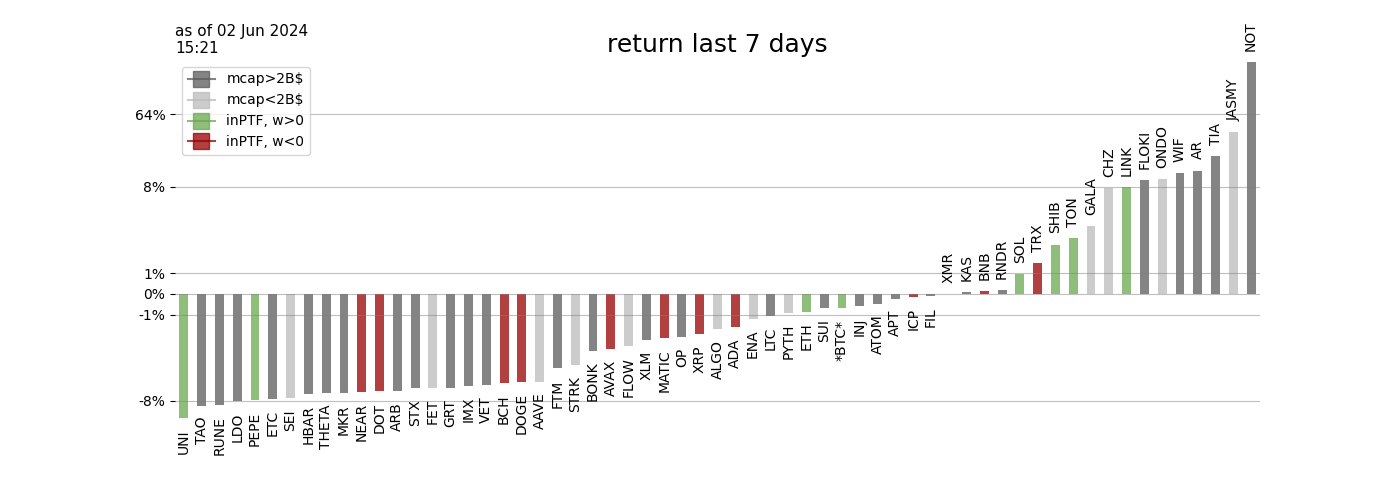 as of 02 Jun 2024
15:21
return last 7 days
mcap>2B$
mcap<2B$
inPTF, w>0
inPTF, w<0
64%
8%
1%
0%
-1%
-8%
UNI
TAO
RUNE
LDO
PEPE
ETC
SEI
HBAR
THETA
MKR
NEAR
DOT
ARB
STX
FET
GRT
IMX
VET
BCH
DOGE
AAVE
FTM
STRK
BONK
AVAX
FLOW
XLM
MATIC
OP
XRP
ALGO
ADA
ENA
LTC
PYTH
ETH
SUI
*BTC*
INJ
ATOM
APT
ICP
FIL
XMR
KAS
BNB
RNDR
SOL
TRX
SHIB
TON
GALA
CHZ
LINK
FLOKI
ONDO
WIF
AR
TIA
JASMY
NOT